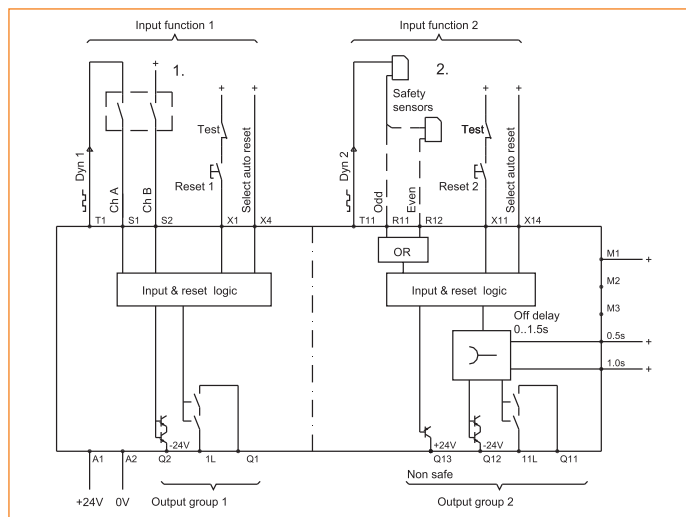 Input function 1
Input function 2
+
1.
2.
Safety
sensors
+
+
+
+
Test
Test
Dyn 1
Ch A
Ch B
Reset 1
Select auto reset
Dyn 2
Odd
Even
Reset 2
Select auto reset
T1
S1
S2
X1
X4
T11
R11
R12
X11
X14
OR
M1
+
Input & reset logic
Input & reset logic
M2
M3
Off delay
0..1.5s
0.5s
+
1.0s
+
-24V
+24V
-24V
A1
A2
Q2
1L
Q1
Q13
Q12
11L
Q11
Non safe
+24V
0V
Output group 1
Output group 2